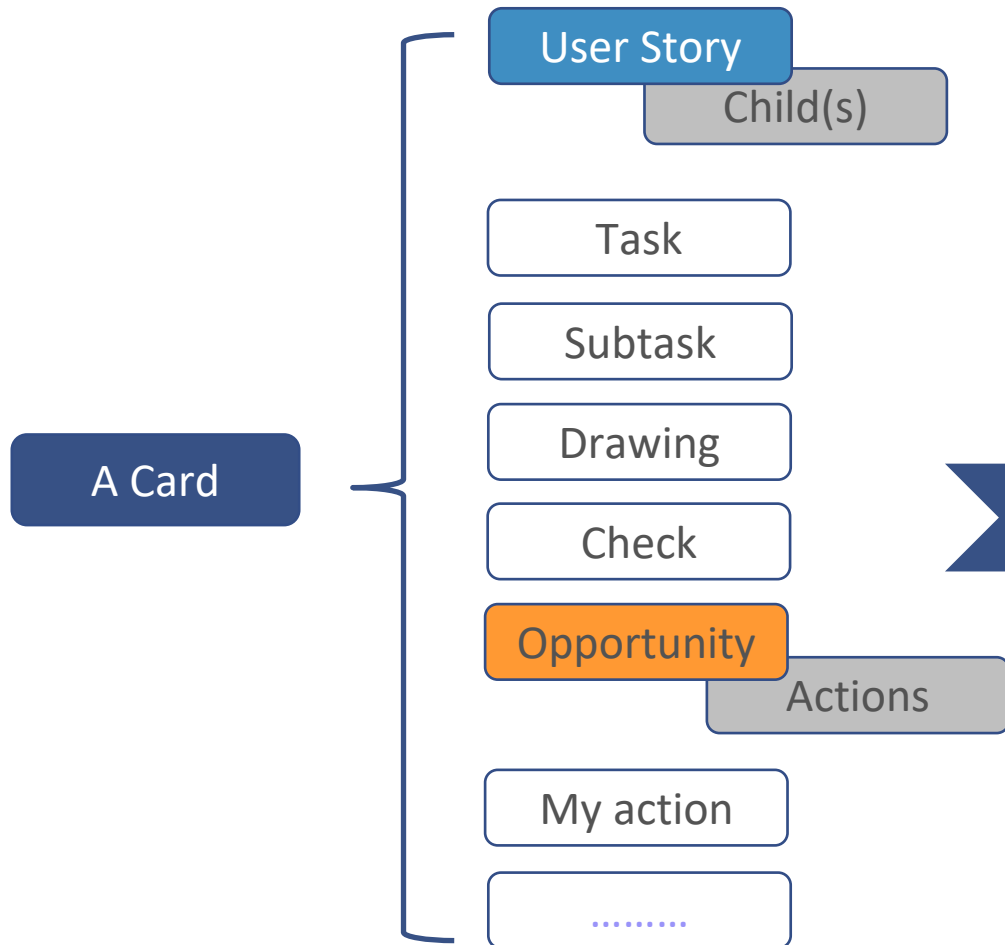 User Story
Child(s)
Task
Subtask
Drawing
A Card
Check
Opportunity
Actions
My action
.........